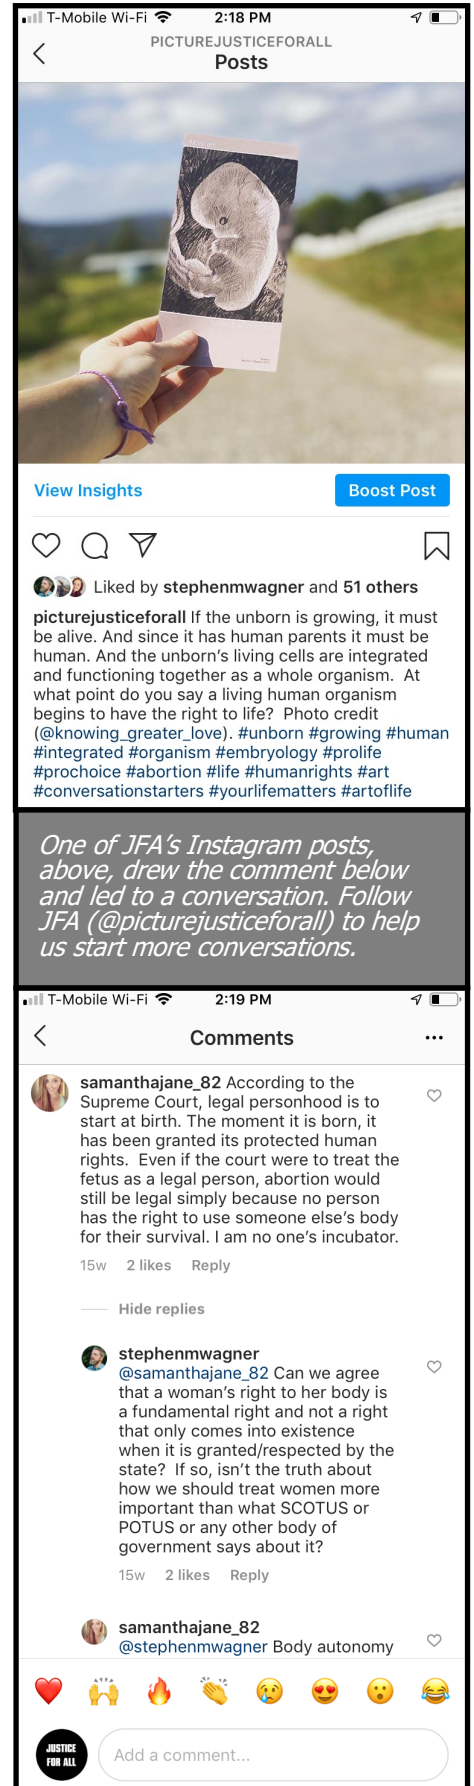 T-Mobile Wi-Fi 2:18 PM
PICTUREJUSTICEFORALL
Posts
View Insights
Boost Post
Liked by stephenmwagner and 51 others
picturejusticeforall If the unborn is growing, it must
be alive. And since it has human parents it must be
human. And the unborn's living cells are integrated
and functioning together as a whole organism.  At
what point do you say a living human organism
begins to have the right to life?  Photo credit
(@knowing_greater_love). #unborn #growing #human
#integrated #organism #embryology #prolife
#prochoice #abortion #life #humanrights #art
#conversationstarters #yourlifematters #artoflife
One of JFA's Instagram posts,
above, drew the comment below
and led to a conversation. Follow
JFA (@picturejusticeforall) to help
us start more conversations.
T-Mobile Wi-Fi 2:19 PM
Comments
samanthajane_82 According to the
Supreme Court, legal personhood is to
start at birth. The moment it is born, it
has been granted its protected human
rights.  Even if the court were to treat the
fetus as a legal person, abortion would
still be legal simply because no person
has the right to use someone else's body
for their survival. I am no one's incubator.
15w 2 likes Reply
Hide replies
stephenmwagner
@samanthajane_82 Can we agree
that a woman's right to her body is
a fundamental right and not a right
that only comes into existence
when it is granted/respected by the
state?  If so, isn't the truth about
how we should treat women more
important than what SCOTUS or
POTUS or any other body of
government says about it?
15w 2 likes Reply
samanthajane_82
@stephenmwagner Body autonomy
JUSTICE
FOR ALL
Add a comment...